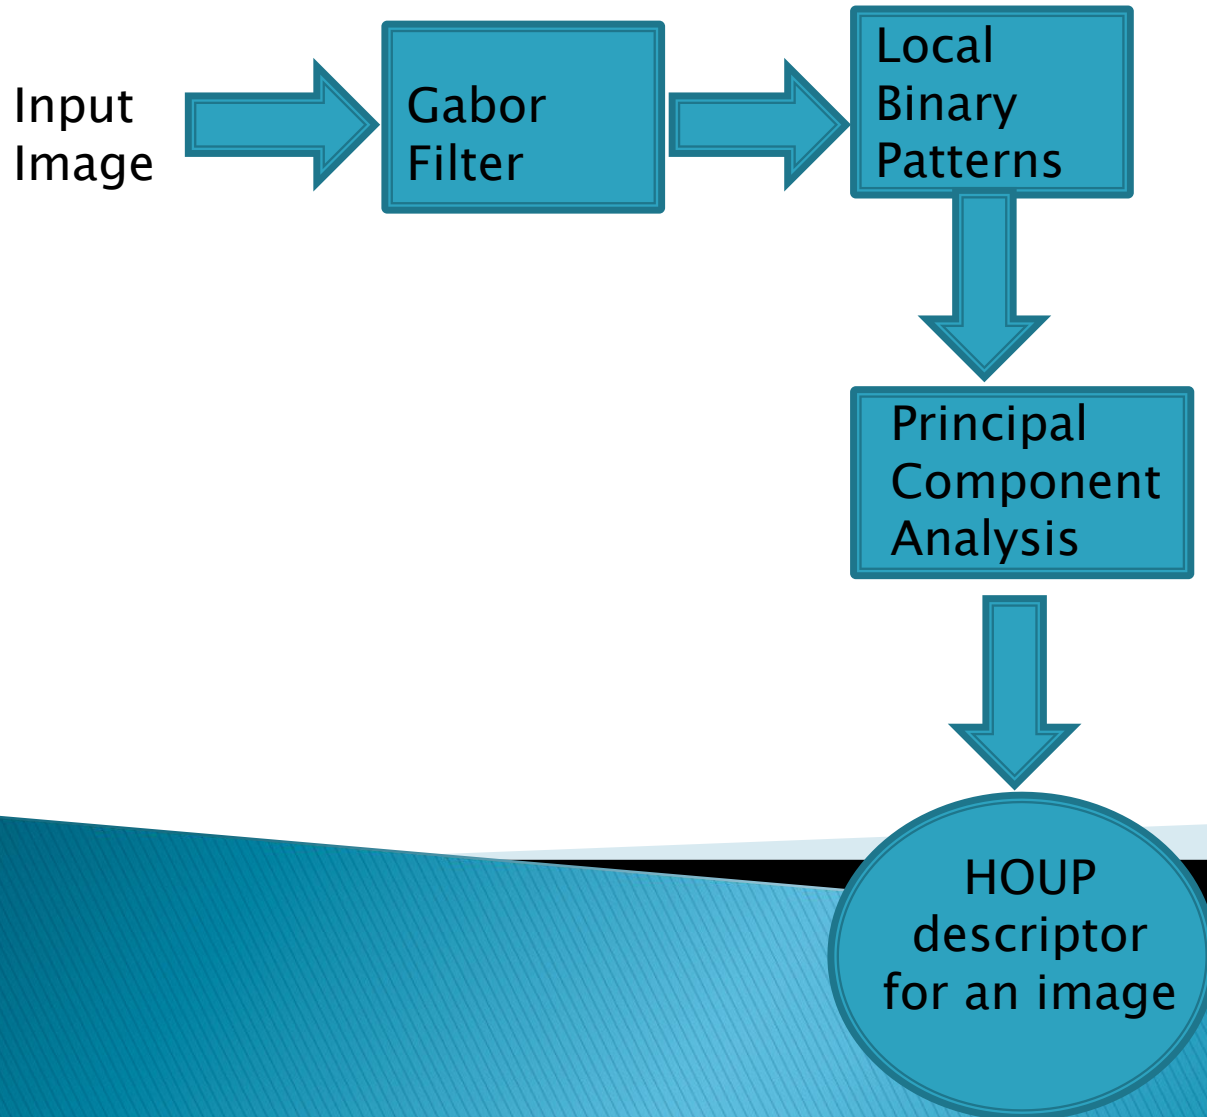 Input
Image
Gabor
Filter
Local
Binary
Patterns
Principal
Component
Analysis
HOUP
descriptor
for an image